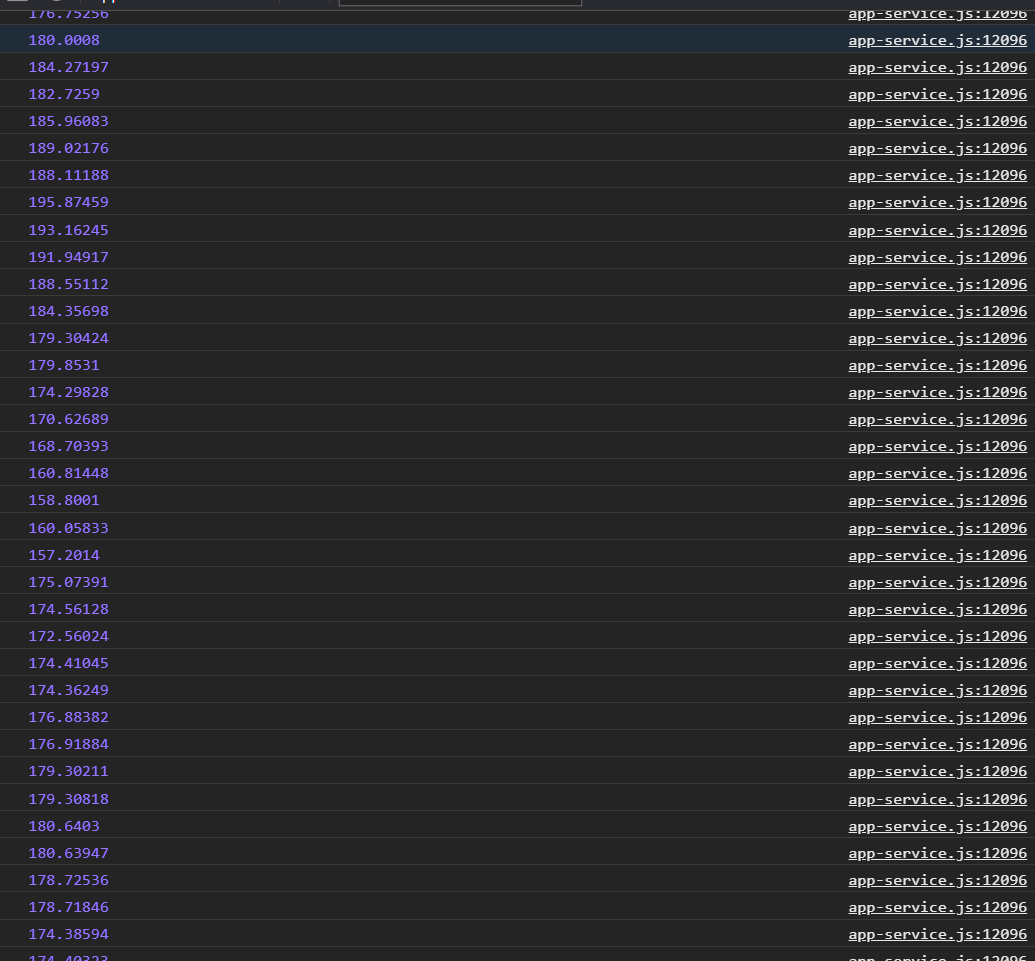 176.75256 app-service.js:12096
180.0008 app-service.js:12096
184.27197 app-service.js:12096
182.7259 app-service.js:12096
185.96083 app-service.js:12096
189.02176 app-service.js:12096
188.11188 app-service.js:12096
195.87459 app-service.js:12096
193.16245 app-service.js:12096
191.94917 app-service.js:12096
188.55112 app-service.js:12096
184.35698 app-service.js:12096
179.30424 app-service.js:12096
179.8531 app-service.js:12096
174.29828 app-service.js:12096
170.62689 app-service.js:12096
168.70393 app-service.js:12096
160.81448 app-service.js:12096
158.8001 app-service.js:12096
160.05833 app-service.js:12096
157.2014 app-service.js:12096
175.07391 app-service.js:12096
174.56128 app-service.js:12096
172.56024 app-service.js:12096
174.41045 app-service.js:12096
174.36249 app-service.js:12096
176.88382 app-service.js:12096
176.91884 app-service.js:12096
179.30211 app-service.js:12096
179.30818 app-service.js:12096
180.6403 app-service.js:12096
180.63947 app-service.js:12096
178.72536 app-service.js:12096
178.71846 app-service.js:12096
174.38594 app-service.js:12096
174.40323 app-service.js:12096